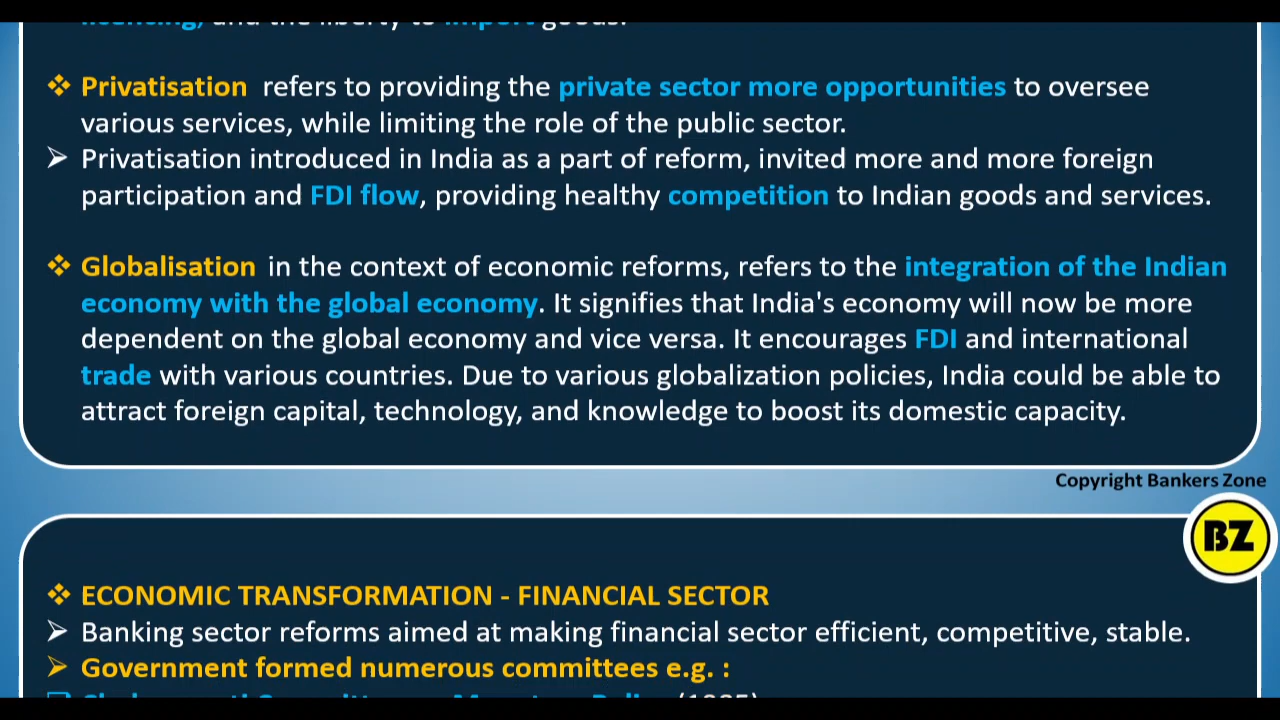 licencing, and the liberty to import goods.
❖ Privatisation refers to providing the private sector more opportunities to oversee
various services, while limiting the role of the public sector.
➢ Privatisation introduced in India as a part of reform, invited more and more foreign
participation and FDI flow, providing healthy competition to Indian goods and services.
❖ Globalisation in the context of economic reforms, refers to the integration of the Indian
economy with the global economy. It signifies that India's economy will now be more
dependent on the global economy and vice versa. It encourages FDI and international
trade with various countries. Due to various globalization policies, India could be able to
attract foreign capital, technology, and knowledge to boost its domestic capacity.
Copyright Bankers Zone
BZ
❖ ECONOMIC TRANSFORMATION - FINANCIAL SECTOR
➢ Banking sector reforms aimed at making financial sector efficient, competitive, stable.
➢ Government formed numerous committees e.g. :